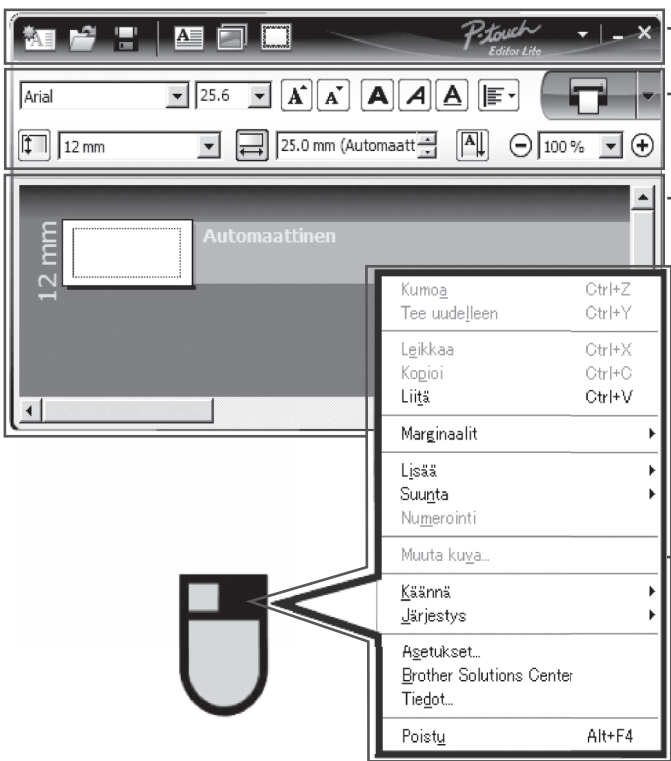 P-touch
Editor Lite
Arial 25.6 A A A A A
12 mm 25.0 mm (Automaatt A 100 %
12 mm
Automaattinen
Kumoa Ctrl+Z
Tee uudelleen Ctrl+Y
Leikkaa Ctrl+X
Kopioi Ctrl+C
Liitä Ctrl+V
Marginaalit
Lisää
Suunta
Numerointi
Muuta kuva...
Käännä
Järjestys
Asetukset...
Brother Solutions Center
Tiedot...
Poistu Alt+F4